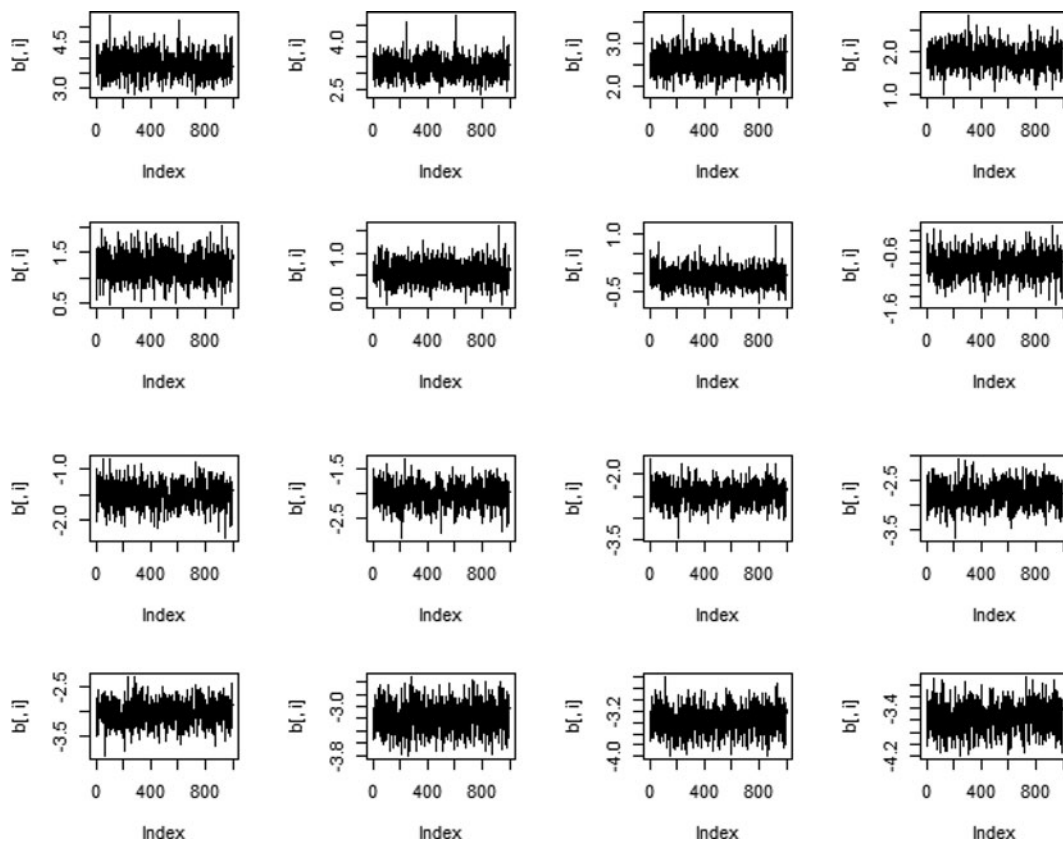 b[, i] 3.0 4.5 b[, i] 2.5 4.0 b[, i] 2.0 3.0 b[, i] 1.0 2.0
0 400 800 0 400 800 0 400 800 0 400 800
Index Index Index Index
b[, i] 0.5 1.5 b[, i] 0.0 1.0 b[, i] -0.5 1.0 b[, i] -1.6 -0.6
0 400 800 0 400 800 0 400 800 0 400 800
Index Index Index Index
b[, i] -2.0 -1.0 b[, i] -2.5 -1.5 b[, i] -3.5 -2.0 b[, i] -3.5 -2.5
0 400 800 0 400 800 0 400 800 0 400 800
Index Index Index Index
b[, i] -3.5 -2.5 b[, i] -3.8 -3.0 b[, i] -4.0 -3.2 b[, i] -4.2 -3.4
0 400 800 0 400 800 0 400 800 0 400 800
Index Index Index Index